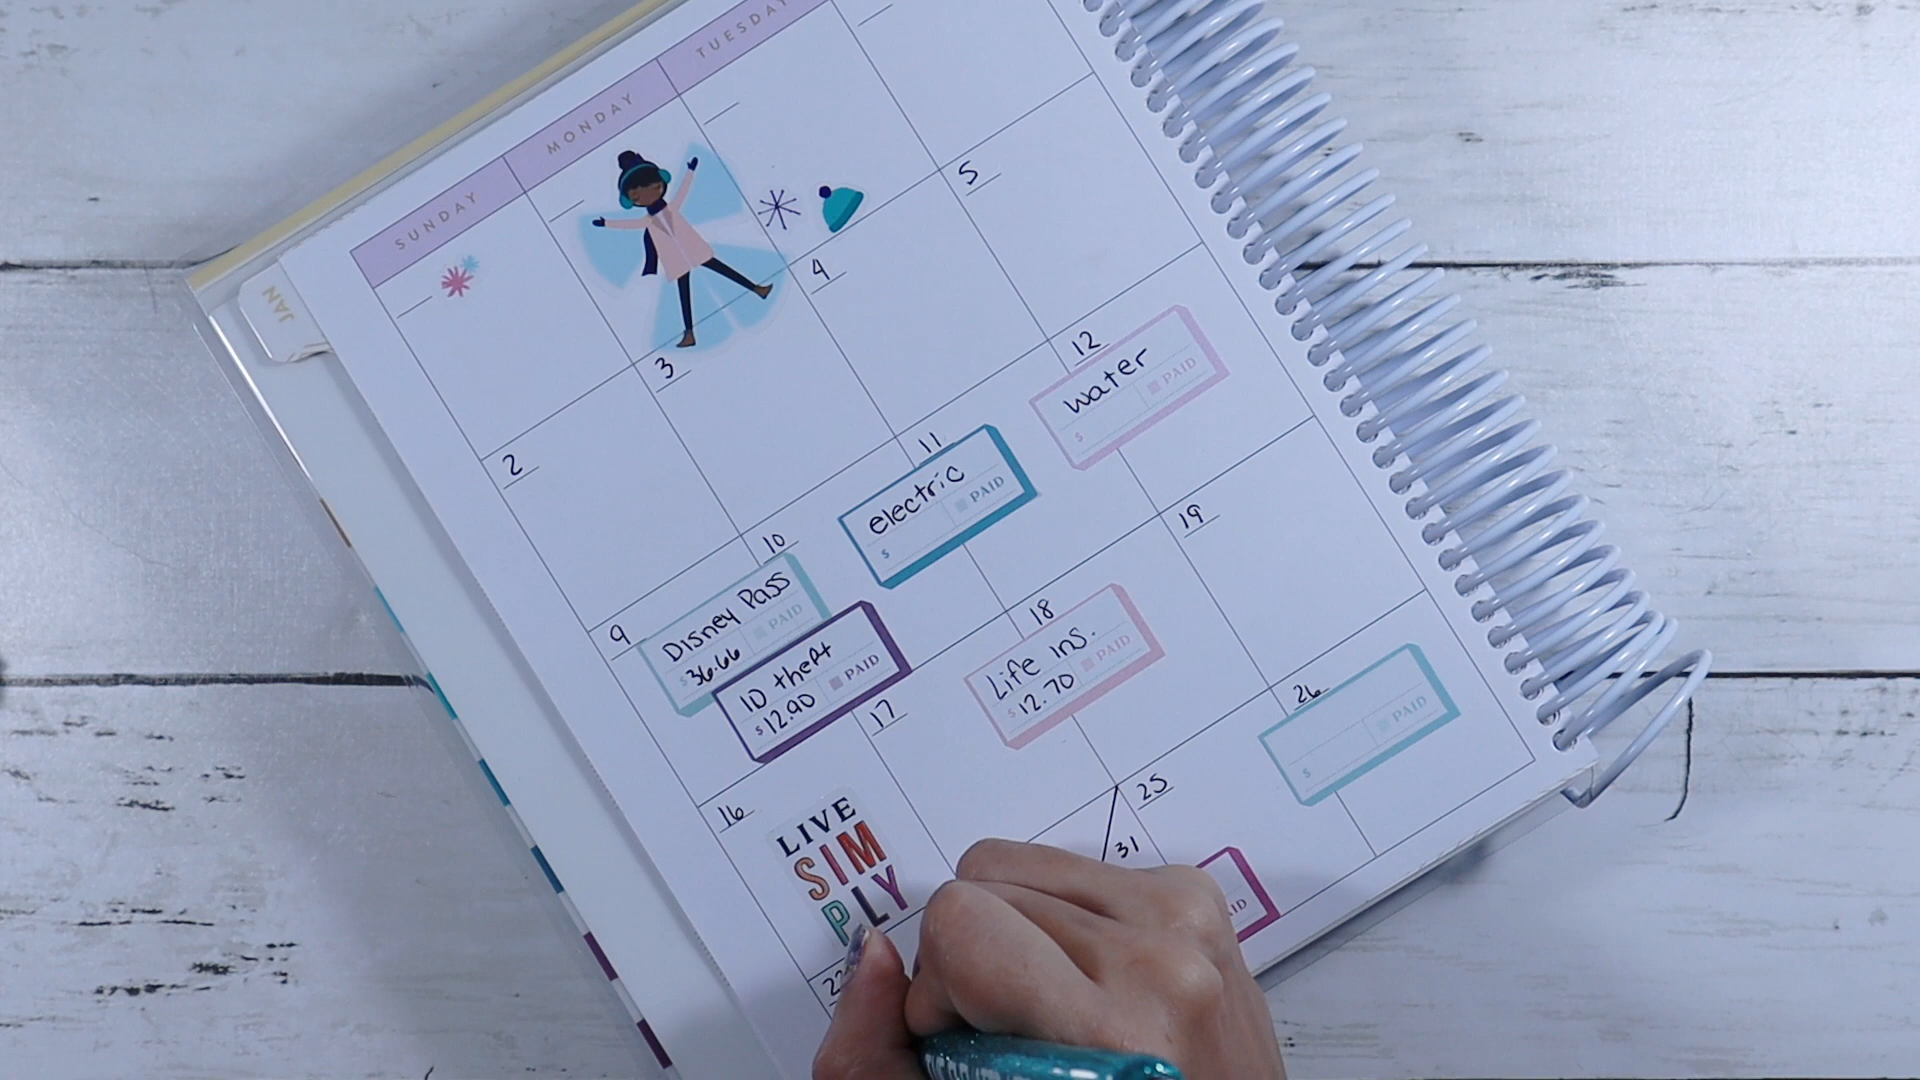 JAN
SUNDAY
MONDAY
TUESDAY
2
3
4
5
9
10
Disney Pass
$36.66
PAID
ID theft
$12.90
PAID
11
electric
$
PAID
12
water
$
PAID
16
LIVE
SIM
PLY
17
18
Life ins.
$12.70
PAID
19
25
31
26
$
PAID